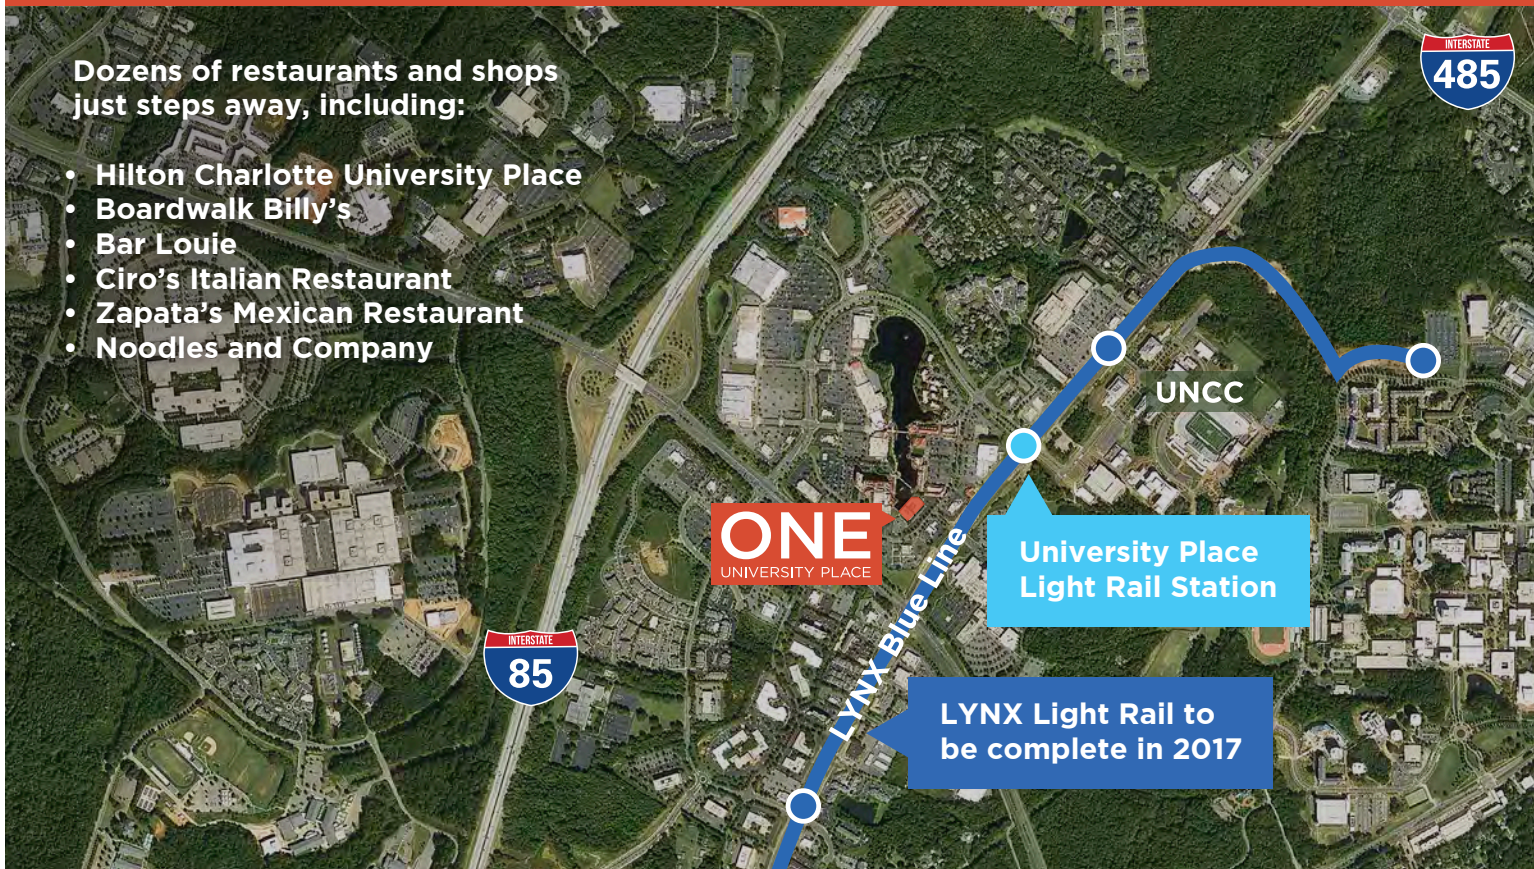 Dozens of restaurants and shops
just steps away, including:
• Hilton Charlotte University Place
• Boardwalk Billy's
• Bar Louie
• Ciro's Italian Restaurant
• Zapata's Mexican Restaurant
• Noodles and Company
INTERSTATE
485
UNCC
ONE
UNIVERSITY PLACE
University Place
Light Rail Station
LYNX Blue Line
INTERSTATE
85
LYNX Light Rail to
be complete in 2017